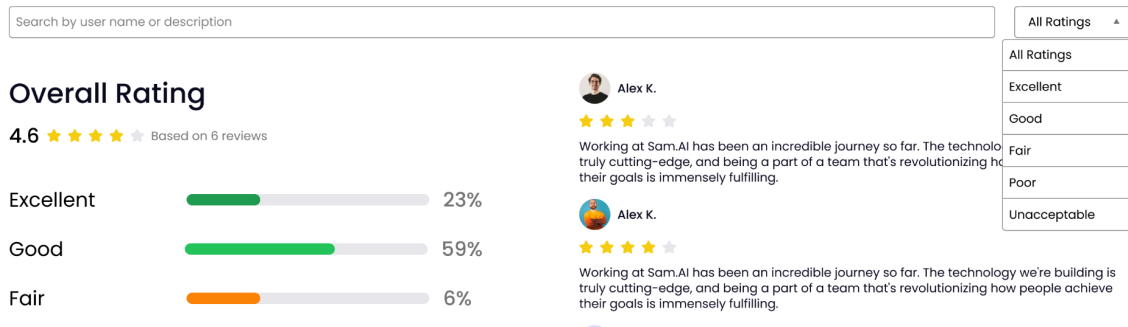 Search by user name or description
All Ratings
All Ratings
Excellent
Good
Fair
Poor
Unacceptable
Overall Rating
4.6 Based on 6 reviews
Excellent 23%
Good 59%
Fair 6%
Alex K.
Working at Sam.AI has been an incredible journey so far. The
truly cutting-edge, and being a part of a team that's revolutionizing
their goals is immensely fulfilling.
Alex K.
Working at Sam.AI has been an incredible journey so far. The technology we're building is
truly cutting-edge, and being a part of a team that's revolutionizing how people achieve
their goals is immensely fulfilling.